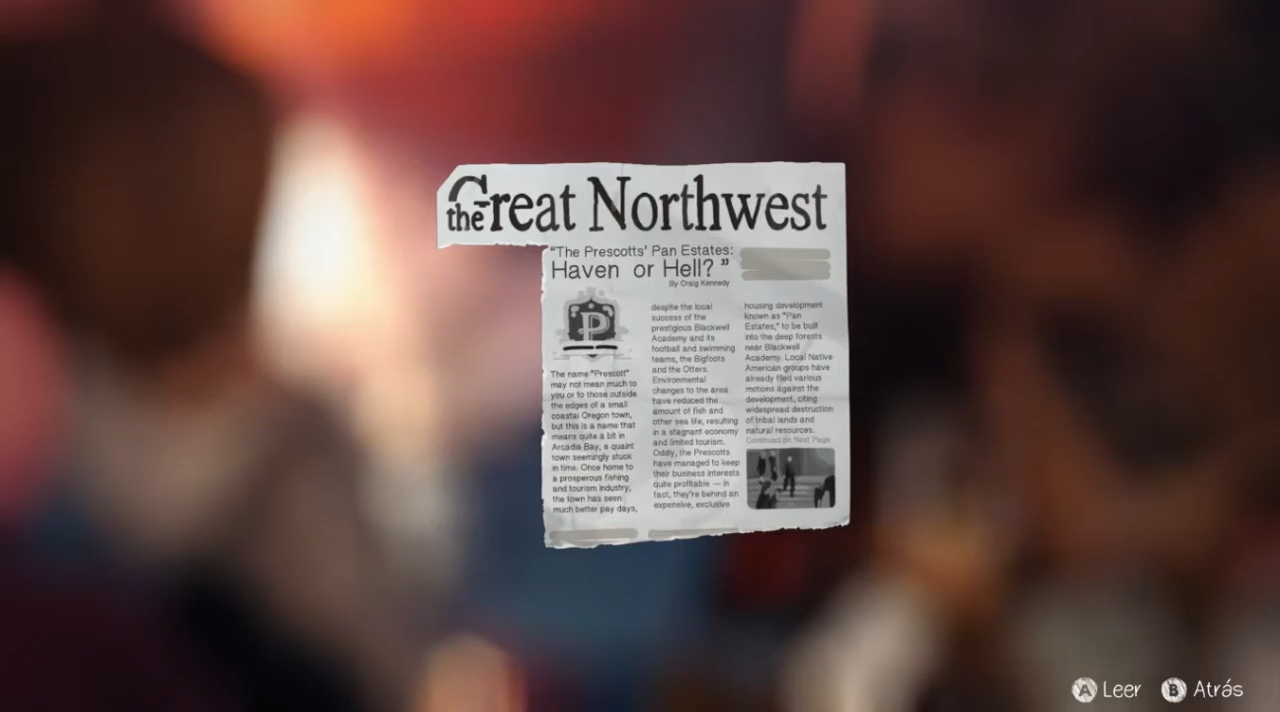 the Great Northwest
"The Prescotts' Pan Estates:
Haven or Hell?"
By Craig Kennedy
P
The name "Prescott"
may not mean much to
you or to those outside
the edges of a small
coastal Oregon town,
but this is a name that
means quite a bit in
Arcadia Bay, a quaint
town seemingly stuck
in time. Once home to
a prosperous fishing
and tourism industry,
the town has seen
much better pay days,
despite the local
success of the
prestigious Blackwell
Academy and its
football and swimming
teams, the Bigfoots
and the Otters.
Environmental
changes to the area
have reduced the
amount of fish and
other sea life, resulting
in a stagnant economy
and limited tourism.
Oddly, the Prescotts
have managed to keep
their business interests
quite profitable — in
fact, they're behind an
expensive, exclusive
housing development
known as "Pan
Estates," to be built
into the deep forests
near Blackwell
Academy. Local Native
American groups have
already filed various
motions against the
development, citing
widespread destruction
of tribal lands and
natural resources.
Continued on Next Page
A Leer B Atrás